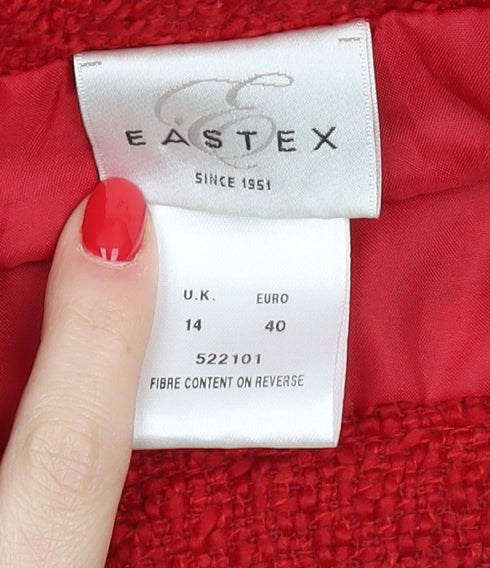 EASTEX
SINCE 1951
U.K. EURO
14 40
522101
FIBRE CONTENT ON REVERSE